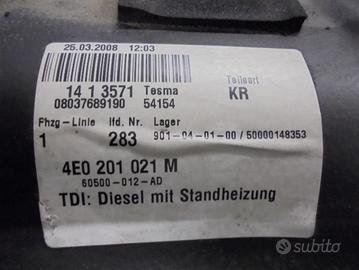 25.03.2008 12:03
14 1 3571 Tesma Teilsart
08037689190 54154 KR
Fhzg-Linie lfd. Nr. Lager
1 283 901-04-01-00 / 50000148353
4E0 201 021 M
60500-012-AD
TDI: Diesel mit Standheizung
subito